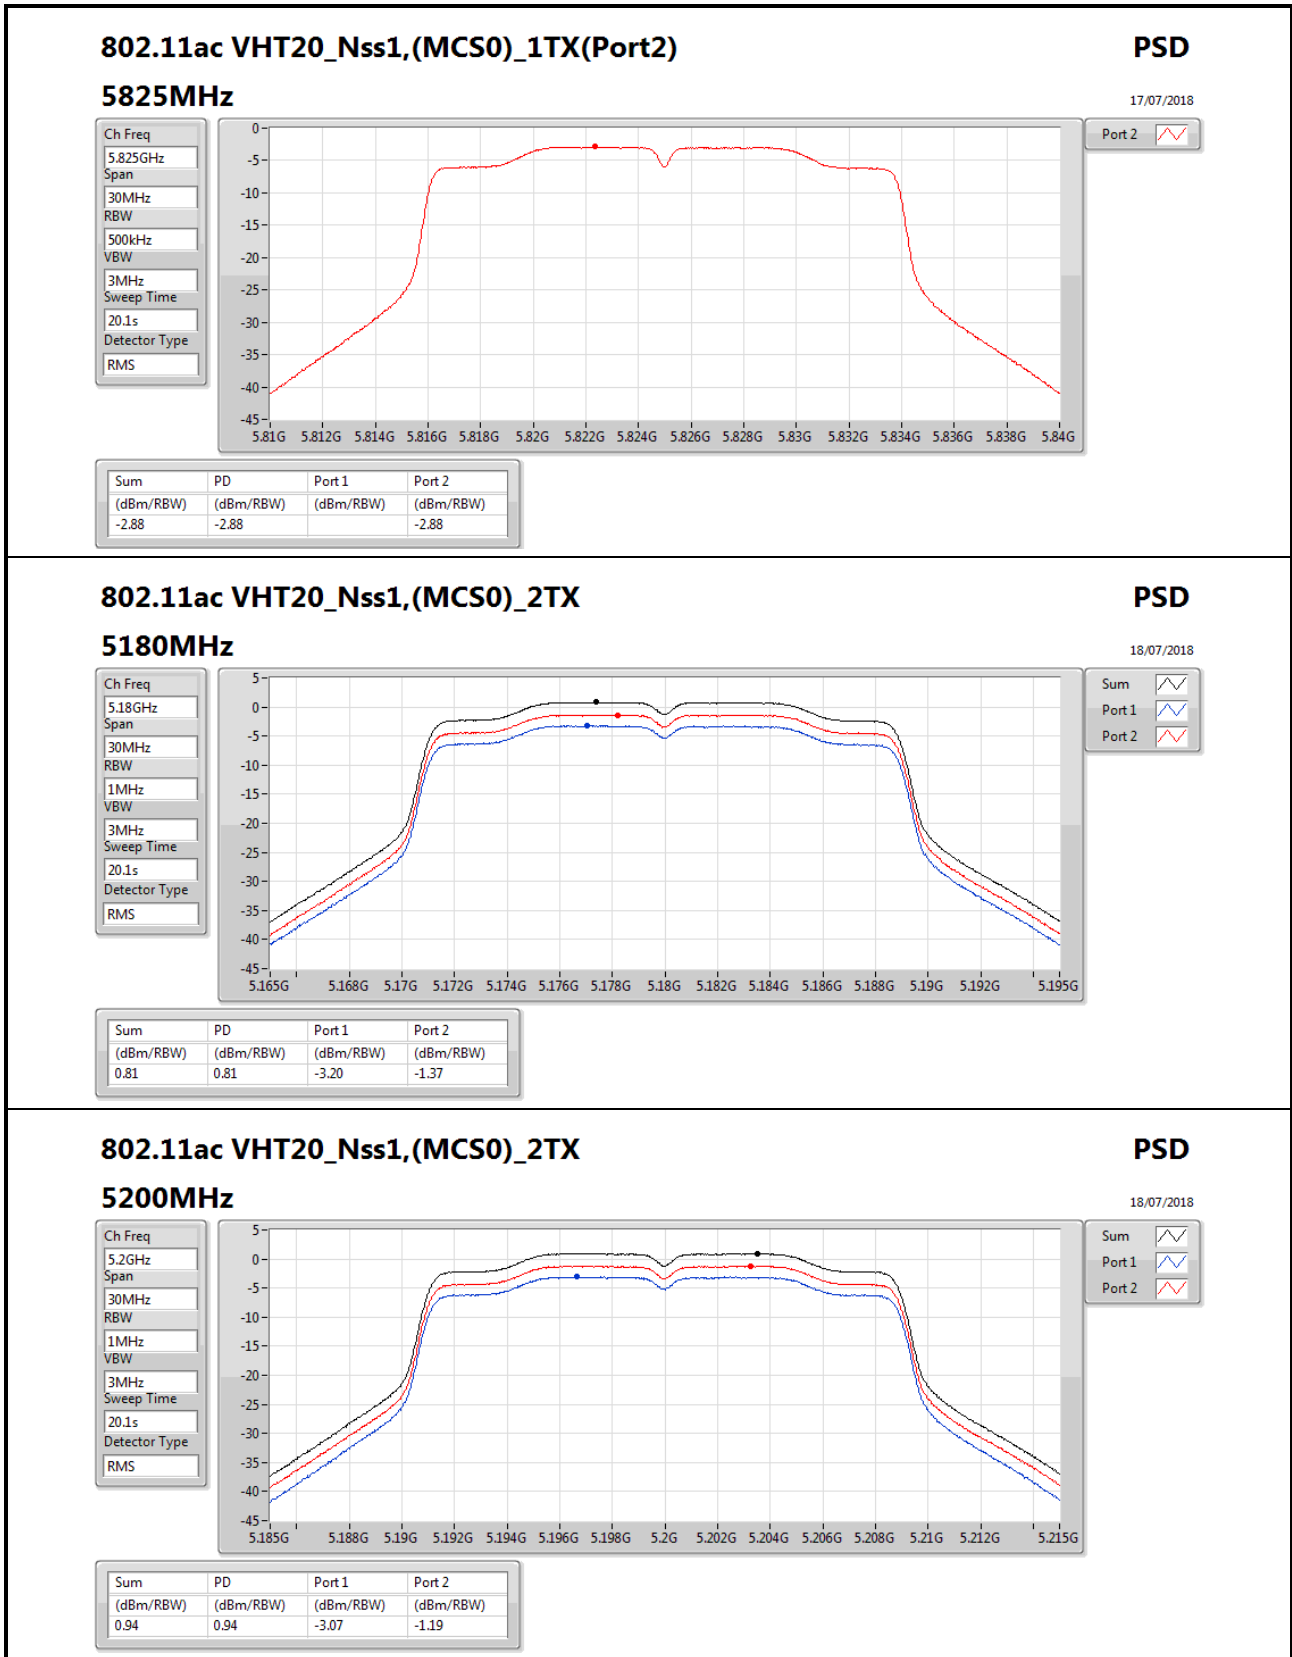 802.11ac VHT20_Nss1,(MCS0)_1TX(Port2) PSD
5825MHz 17/07/2018
Ch Freq
5.825GHz
Span
30MHz
RBW
500kHz
VBW
3MHz
Sweep Time
20.1s
Detector Type
RMS
0
-5
-10
-15
-20
-25
-30
-35
-40
-45
5.81G 5.812G 5.814G 5.816G 5.818G 5.82G 5.822G 5.824G 5.826G 5.828G 5.83G 5.832G 5.834G 5.836G 5.838G 5.84G
Port 2
Sum PD Port 1 Port 2
(dBm/RBW) (dBm/RBW) (dBm/RBW) (dBm/RBW)
-2.88 -2.88 -2.88
802.11ac VHT20_Nss1,(MCS0)_2TX PSD
5180MHz 18/07/2018
Ch Freq
5.18GHz
Span
30MHz
RBW
1MHz
VBW
3MHz
Sweep Time
20.1s
Detector Type
RMS
5
0
-5
-10
-15
-20
-25
-30
-35
-40
-45
5.165G 5.168G 5.17G 5.172G 5.174G 5.176G 5.178G 5.18G 5.182G 5.184G 5.186G 5.188G 5.19G 5.192G 5.195G
Sum
Port 1
Port 2
Sum PD Port 1 Port 2
(dBm/RBW) (dBm/RBW) (dBm/RBW) (dBm/RBW)
0.81 0.81 -3.20 -1.37
802.11ac VHT20_Nss1,(MCS0)_2TX PSD
5200MHz 18/07/2018
Ch Freq
5.2GHz
Span
30MHz
RBW
1MHz
VBW
3MHz
Sweep Time
20.1s
Detector Type
RMS
5
0
-5
-10
-15
-20
-25
-30
-35
-40
-45
5.185G 5.188G 5.19G 5.192G 5.194G 5.196G 5.198G 5.2G 5.202G 5.204G 5.206G 5.208G 5.21G 5.212G 5.215G
Sum
Port 1
Port 2
Sum PD Port 1 Port 2
(dBm/RBW) (dBm/RBW) (dBm/RBW) (dBm/RBW)
0.94 0.94 -3.07 -1.19